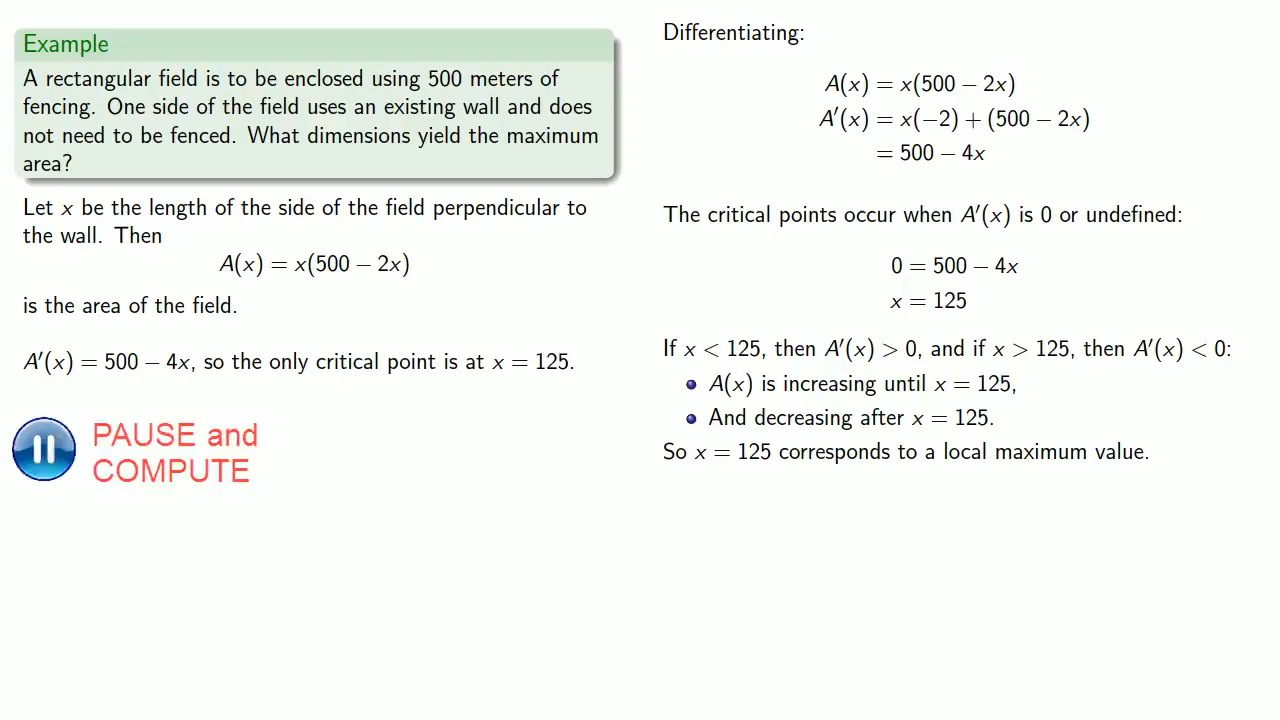 Example
A rectangular field is to be enclosed using 500 meters of
fencing. One side of the field uses an existing wall and does
not need to be fenced. What dimensions yield the maximum
area?
Let x be the length of the side of the field perpendicular to
the wall. Then
A(x) = x(500 − 2x)
is the area of the field.
A′(x) = 500 − 4x, so the only critical point is at x = 125.
PAUSE and
COMPUTE
Differentiating:
A(x) = x(500 − 2x)
A′(x) = x(−2) + (500 − 2x)
= 500 − 4x
The critical points occur when A′(x) is 0 or undefined:
0 = 500 − 4x
x = 125
If x < 125, then A′(x) > 0, and if x > 125, then A′(x) < 0:
A(x) is increasing until x = 125,
And decreasing after x = 125.
So x = 125 corresponds to a local maximum value.